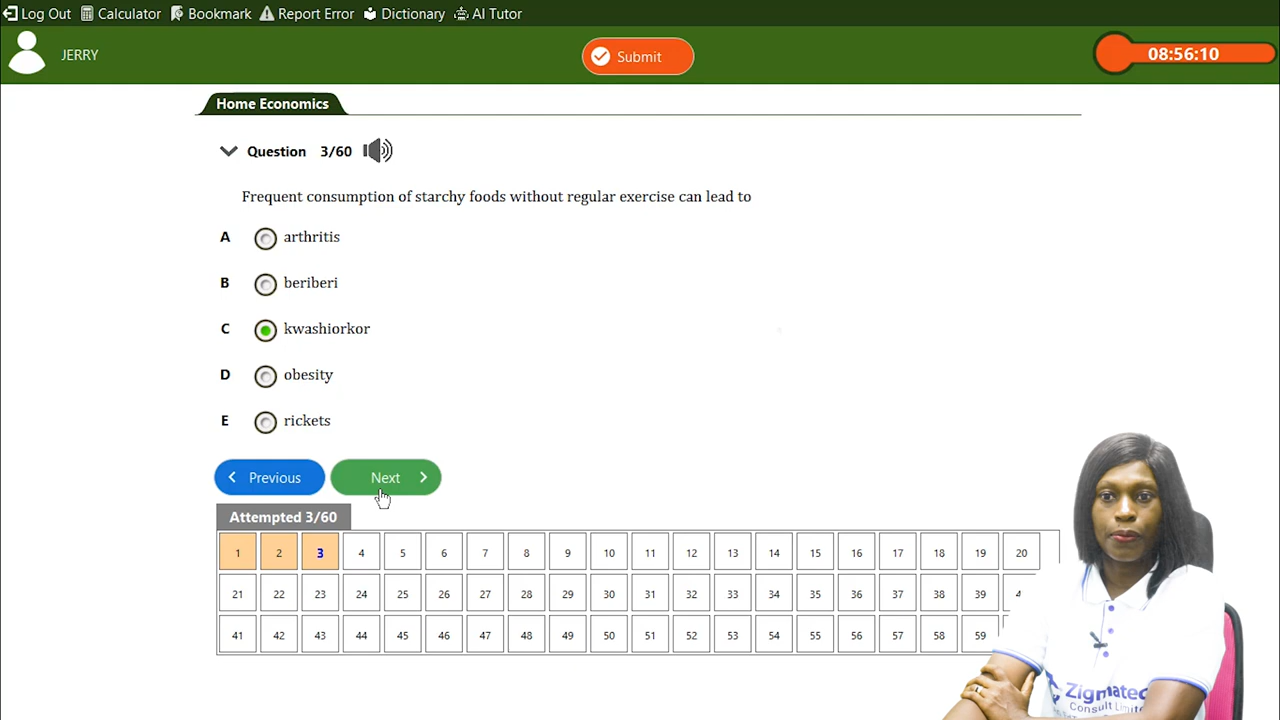 Log Out Calculator Bookmark Report Error Dictionary AI Tutor
JERRY
Submit
08:56:10
Home Economics
Question 3/60
Frequent consumption of starchy foods without regular exercise can lead to
A arthritis
B beriberi
C kwashiorkor
D obesity
E rickets
Previous Next
Attempted 3/60
1 2 3 4 5 6 7 8 9 10 11 12 13 14 15 16 17 18 19 20
21 22 23 24 25 26 27 28 29 30 31 32 33 34 35 36 37 38 39
41 42 43 44 45 46 47 48 49 50 51 52 53 54 55 56 57 58 59
Zigmatec
Consult Limite